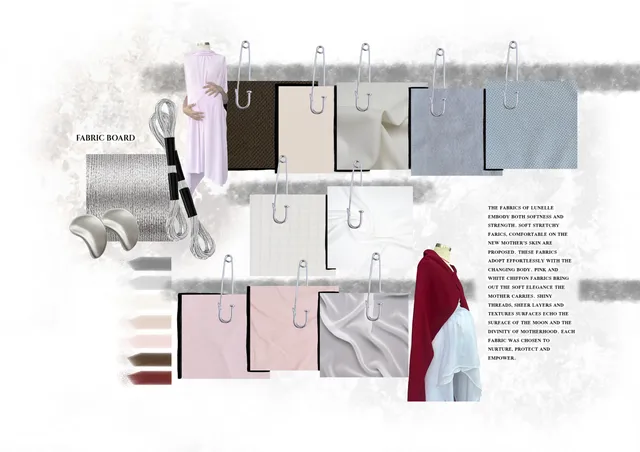 FABRIC BOARD
THE FABRICS OF LUNELLE
EMBODY BOTH SOFTNESS AND
STRENGTH. SOFT STRETCHY
FARICS, COMFORTABLE ON THE
NEW MOTHER'S SKIN ARE
PROPOSED. THESE FABRICS
ADOPT EFFORTLESSLY WITH THE
CHANGING BODY. PINK AND
WHITE CHIFFON FABRICS BRING
OUT THE SOFT ELEGANCE THE
MOTHER CARRIES. SHINY
THREADS, SHEER LAYERS AND
TEXTURES SURFACES ECHO THE
SURFACE OF THE MOON AND THE
DIVINITY OF MOTHERHOOD. EACH
FABRIC WAS CHOSEN TO
NURTURE, PROTECT AND
EMPOWER.